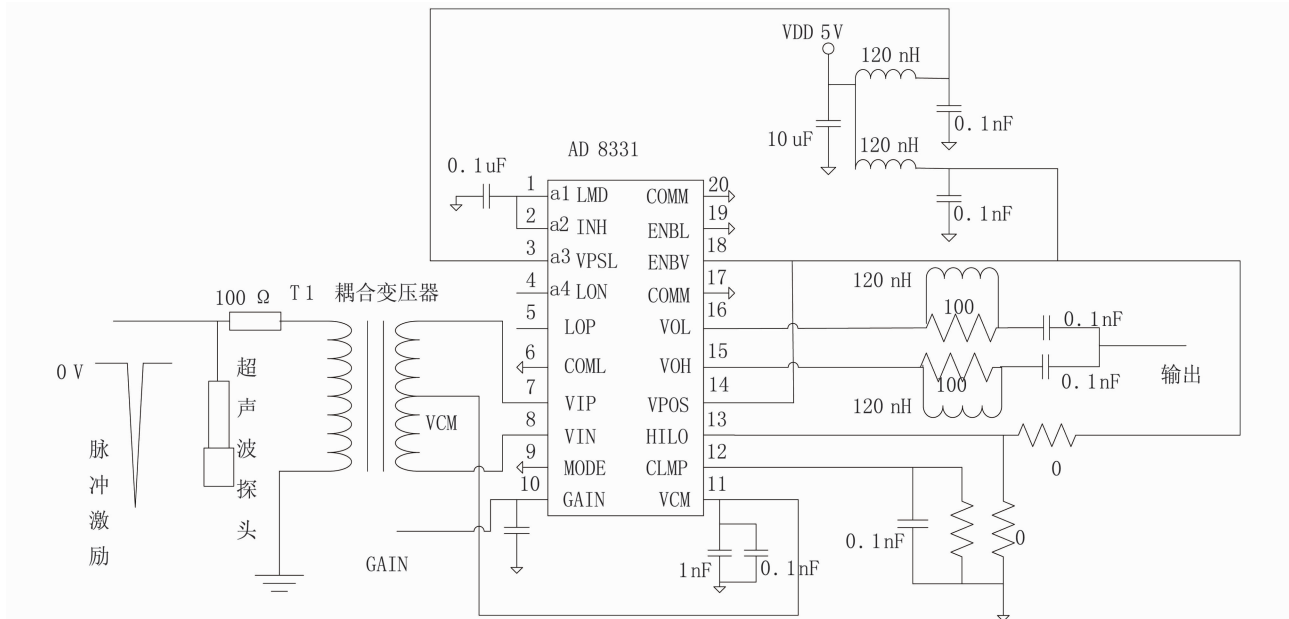 VDD 5V
120 nH
0.1nF
10 uF
120 nH
0.1nF
AD 8331
0.1uF
1
a1 LMD
COMM
20
2
a2 INH
ENBL
19
3
a3 VPSL
ENBV
18
4
a4 LON
COMM
17
5
LOP
VOL
16
6
COML
VOH
15
7
VIP
VPOS
14
8
VIN
HILO
13
9
MODE
CLMP
12
10
GAIN
VCM
11
100 Ω
T1 耦合变压器
0V
脉冲激励
超声波探头
VCM
GAIN
120 nH
100
0.1nF
100
0.1nF
120 nH
输出
0
0.1nF
0
1nF
0.1nF